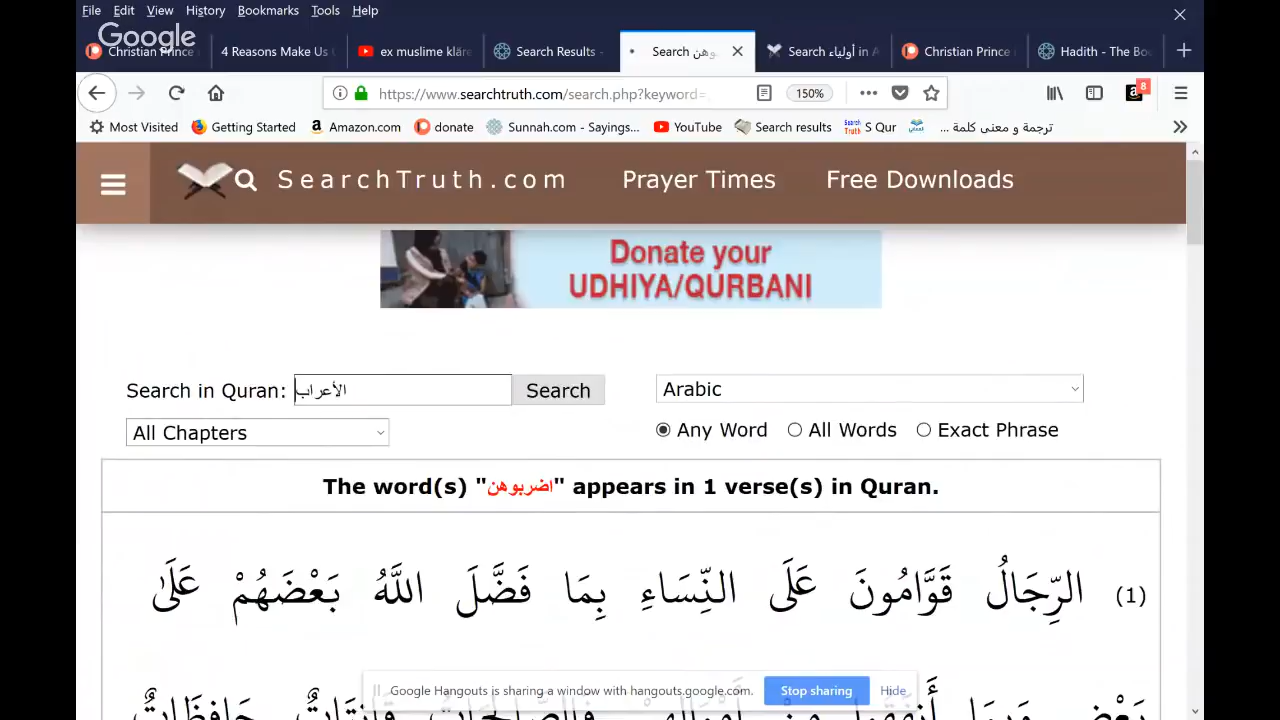 File Edit View History Bookmarks Tools Help
Google
Christian Prince
4 Reasons Make Us
ex muslime kläre
Search Results -
Search وهن
Search أولياء in A
Christian Prince
Hadith - The Bo
https://www.searchtruth.com/search.php?keyword=
150%
8
Most Visited
Getting Started
Amazon.com
donate
Sunnah.com - Sayings...
YouTube
Search results
S Qur
ترجمة و معنى كلمة ...
SearchTruth.com
Prayer Times
Free Downloads
Donate your
UDHIYA/QURBANI
Search in Quran: الأعراب Search
Arabic
All Chapters
Any Word All Words Exact Phrase
The word(s) "اضربوهن" appears in 1 verse(s) in Quran.
(1) الرِّجَالُ قَوَّامُونَ عَلَى النِّسَاءِ بِمَا فَضَّلَ اللَّهُ بَعْضَهُمْ عَلَىٰ
Google Hangouts is sharing a window with hangouts.google.com.
Stop sharing
Hide